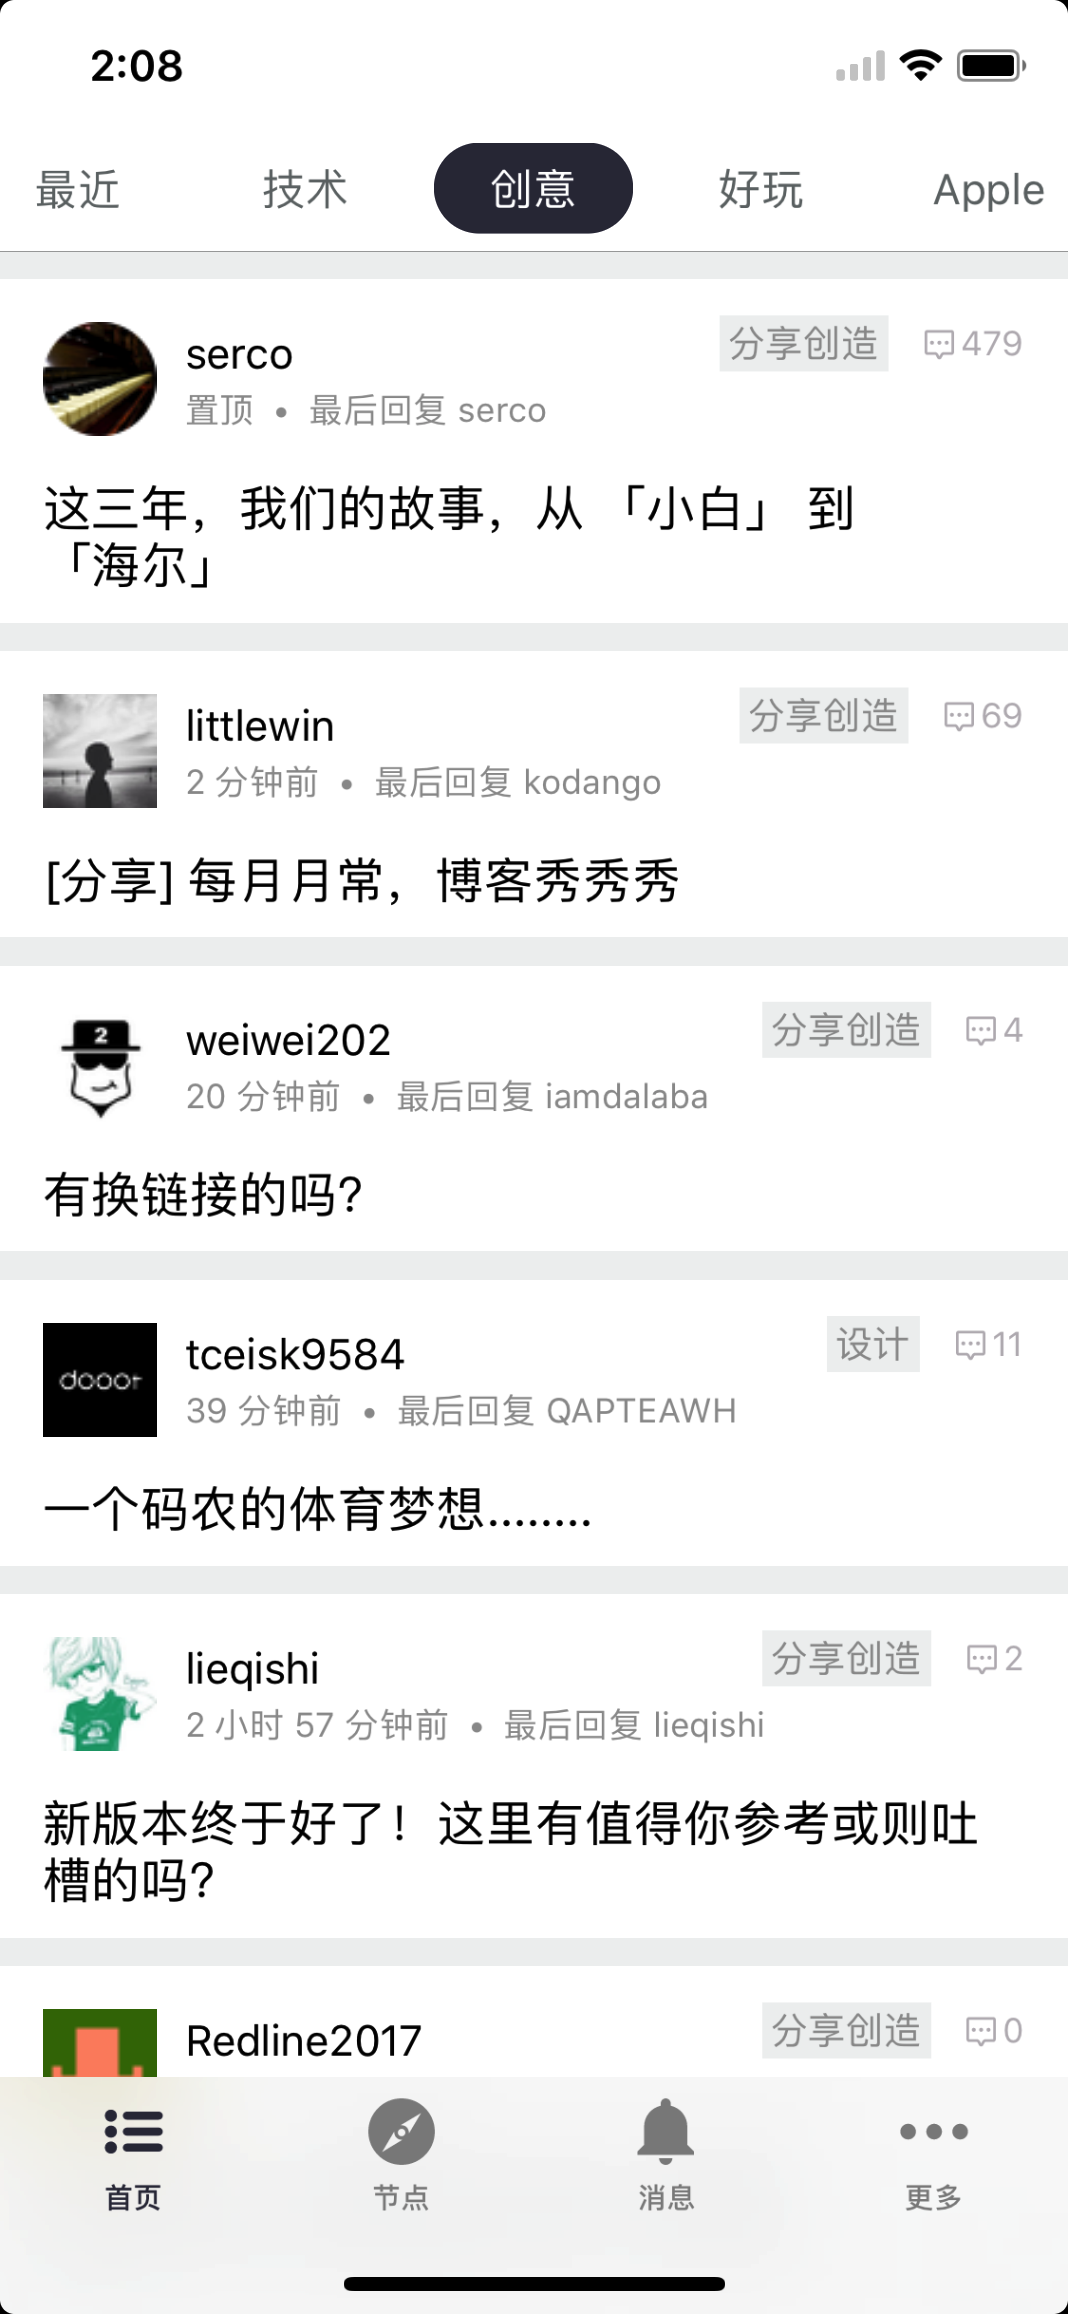 2:08
最近 技术 创意 好玩 Apple
serco 分享创造 479
置顶 • 最后回复 serco
这三年，我们的故事，从 「小白」 到
「海尔」
littlewin 分享创造 69
2 分钟前 • 最后回复 kodango
[分享] 每月月常，博客秀秀秀
2
weiwei202 分享创造 4
20 分钟前 • 最后回复 iamdalaba
有换链接的吗？
dooor
tceisk9584 设计 11
39 分钟前 • 最后回复 QAPTEAWH
一个码农的体育梦想........
lieqishi 分享创造 2
2 小时 57 分钟前 • 最后回复 lieqishi
新版本终于好了！这里有值得你参考或则吐
槽的吗？
Redline2017 分享创造 0
首页 节点 消息 更多